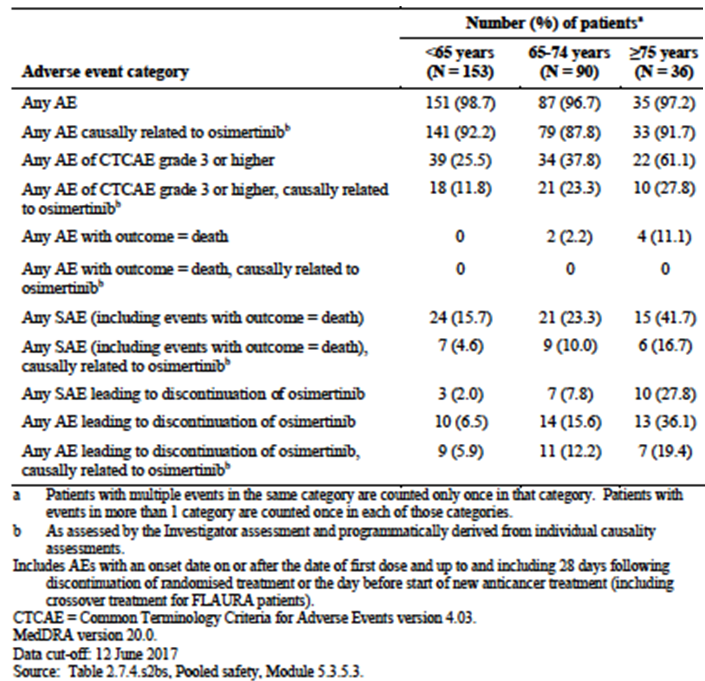 Number (%) of patientsᵃ
<65 years 65-74 years ≥75 years
Adverse event category (N = 153) (N = 90) (N = 36)
Any AE 151 (98.7) 87 (96.7) 35 (97.2)
Any AE causally related to osimertinibᵇ 141 (92.2) 79 (87.8) 33 (91.7)
Any AE of CTCAE grade 3 or higher 39 (25.5) 34 (37.8) 22 (61.1)
Any AE of CTCAE grade 3 or higher, causally related 18 (11.8) 21 (23.3) 10 (27.8)
to osimertinibᵇ
Any AE with outcome = death 0 2 (2.2) 4 (11.1)
Any AE with outcome = death, causally related to 0 0 0
osimertinibᵇ
Any SAE (including events with outcome = death) 24 (15.7) 21 (23.3) 15 (41.7)
Any SAE (including events with outcome = death), 7 (4.6) 9 (10.0) 6 (16.7)
causally related to osimertinibᵇ
Any SAE leading to discontinuation of osimertinib 3 (2.0) 7 (7.8) 10 (27.8)
Any AE leading to discontinuation of osimertinib 10 (6.5) 14 (15.6) 13 (36.1)
Any AE leading to discontinuation of osimertinib, 9 (5.9) 11 (12.2) 7 (19.4)
causally related to osimertinibᵇ
a Patients with multiple events in the same category are counted only once in that category. Patients with
events in more than 1 category are counted once in each of those categories.
b As assessed by the Investigator assessment and programmatically derived from individual causality
assessments.
Includes AEs with an onset date on or after the date of first dose and up to and including 28 days following
discontinuation of randomised treatment or the day before start of new anticancer treatment (including
crossover treatment for FLAURA patients).
CTCAE = Common Terminology Criteria for Adverse Events version 4.03.
MedDRA version 20.0.
Data cut-off: 12 June 2017
Source: Table 2.7.4.s2bs, Pooled safety, Module 5.3.5.3.